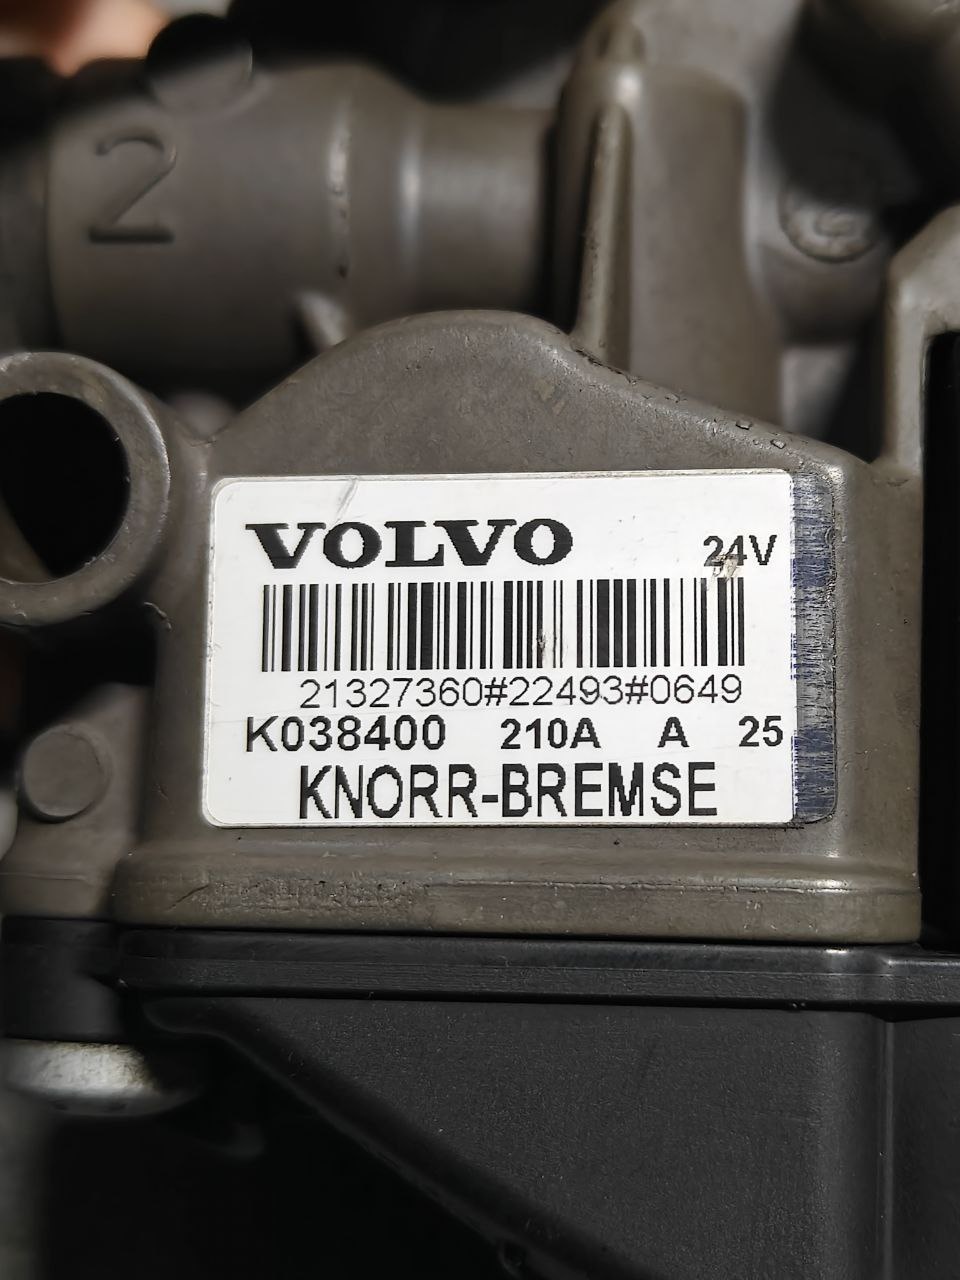 2
VOLVO
24V
21327360#22493#0649
K038400 210A A 25
KNORR-BREMSE